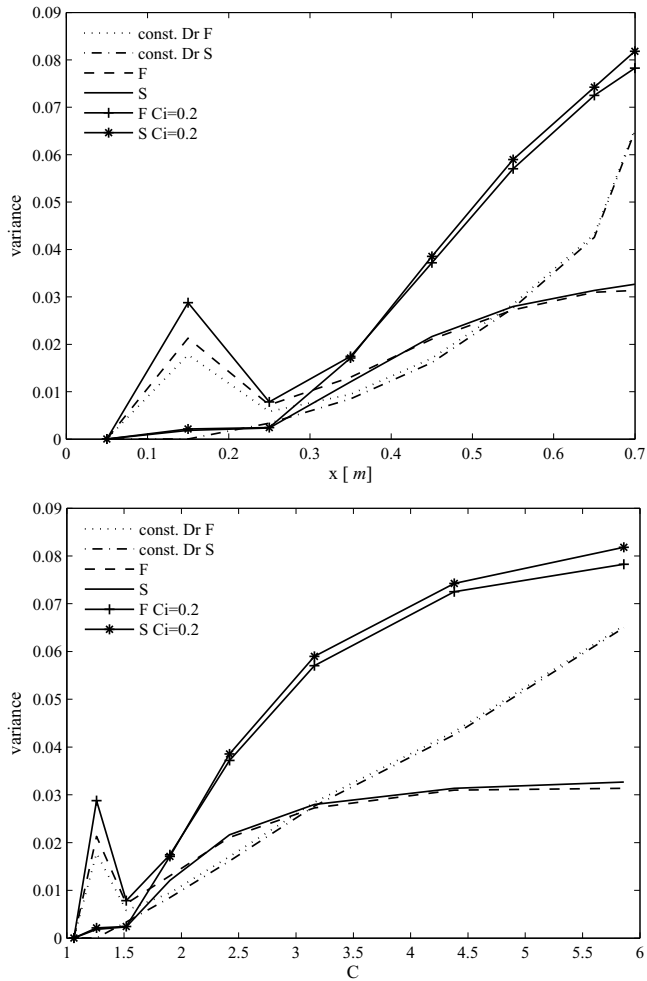 0.09
0.08
0.07
0.06
0.05
0.04
0.03
0.02
0.01
0
variance
const. Dr F
const. Dr S
F
S
F Ci=0.2
S Ci=0.2
0 0.1 0.2 0.3 0.4 0.5 0.6 0.7
x [ m]
0.09
0.08
0.07
0.06
0.05
0.04
0.03
0.02
0.01
0
variance
const. Dr F
const. Dr S
F
S
F Ci=0.2
S Ci=0.2
1 1.5 2 2.5 3 3.5 4 4.5 5 5.5 6
C